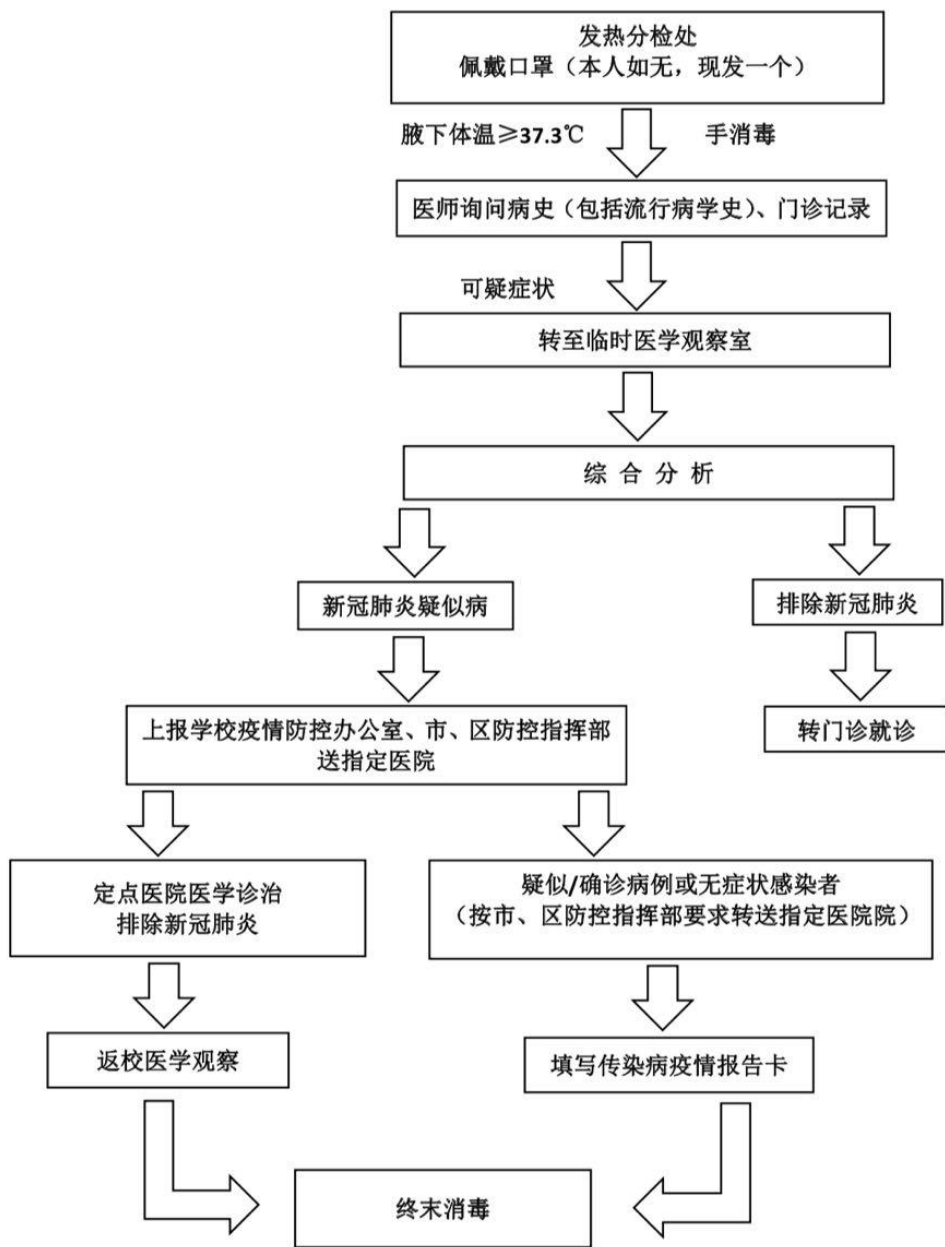 发热分检处
佩戴口罩（本人如无，现发一个）
腋下体温≥37.3℃
手消毒
医师询问病史（包括流行病学史）、门诊记录
可疑症状
转至临时医学观察室
综 合 分 析
新冠肺炎疑似病
排除新冠肺炎
上报学校疫情防控办公室、市、区防控指挥部
送指定医院
转门诊就诊
定点医院医学诊治
排除新冠肺炎
疑似/确诊病例或无症状感染者
（按市、区防控指挥部要求转送指定医院院）
返校医学观察
填写传染病疫情报告卡
终末消毒